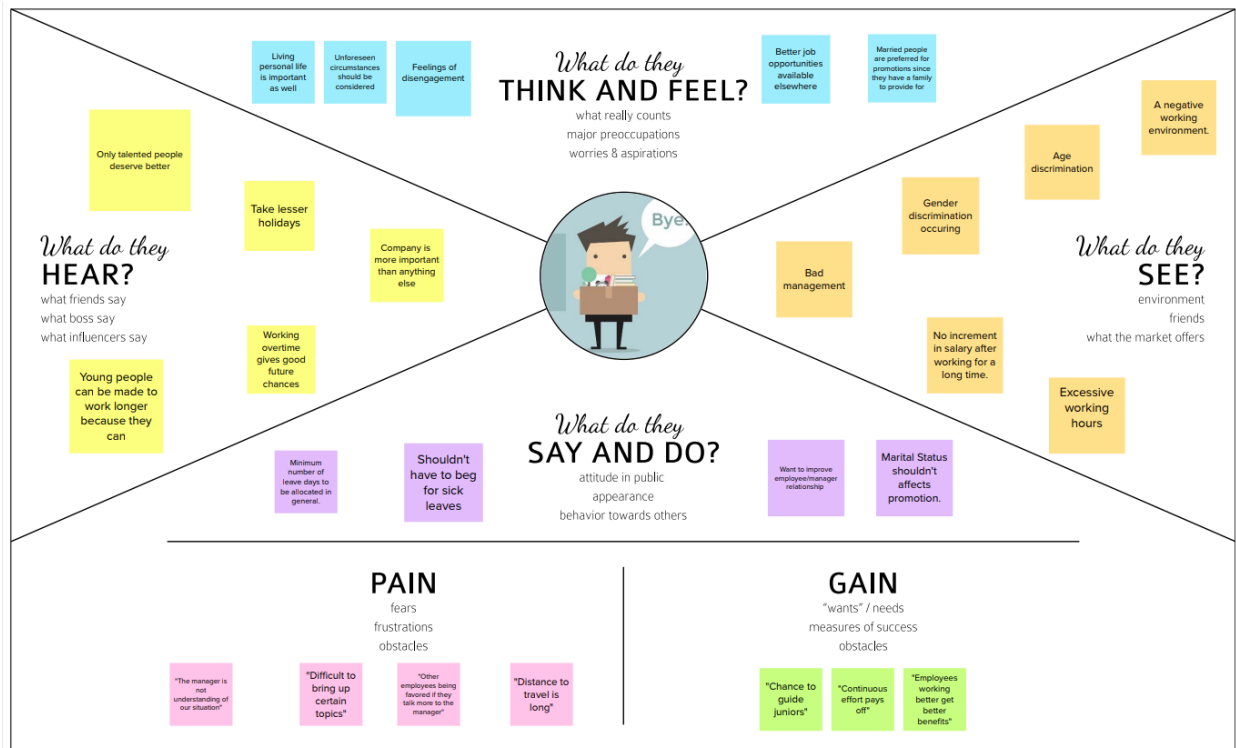 Living
personal life
is important
as well
Unforeseen
circumstances
should be
considered
Feelings of
disengagement
What do they
THINK AND FEEL?
what really counts
major preoccupations
worries & aspirations
Better job
opportunities
available
elsewhere
Married people
are preferred for
promotions since
they have a family
to provide for
Only talented people
deserve better
Take lesser
holidays
Company is
more important
than anything
else
What do they
HEAR?
what friends say
what boss say
what influencers say
Working
overtime
gives good
future
chances
Young people
can be made to
work longer
because they
can
Bye.
A negative
working
environment.
Age
discrimination
Gender
discrimination
occuring
Bad
management
What do they
SEE?
environment
friends
what the market offers
No increment
in salary after
working for a
long time.
Excessive
working
hours
What do they
SAY AND DO?
attitude in public
appearance
behavior towards others
Minimum
number of
leave days to
be allocated in
general.
Shouldn't
have to beg
for sick
leaves
Want to improve
employee/manager
relationship
Marital Status
shouldn't
affects
promotion.
PAIN
fears
frustrations
obstacles
"The manager is
not
understanding of
our situation"
"Difficult to
bring up
certain
topics"
"Other
employees being
favored if they
talk more to the
manager"
"Distance to
travel is
long"
GAIN
"wants" / needs
measures of success
obstacles
"Chance to
guide
juniors"
"Continuous
effort pays
off"
"Employees
working
better get
better
benefits"